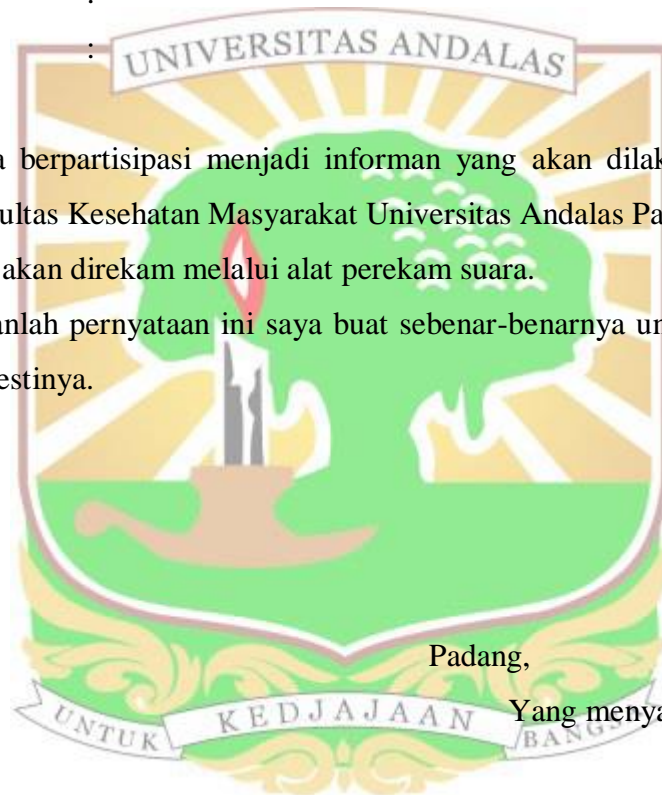 :
:
UNIVERSITAS ANDALAS
a berpartisipasi menjadi informan yang akan dilak
ultas Kesehatan Masyarakat Universitas Andalas Pa
akan direkam melalui alat perekam suara.
anlah pernyataan ini saya buat sebenar-benarnya un
estinya.
Padang,
Yang menya
UNTUK KEDJAJAAN BANGS